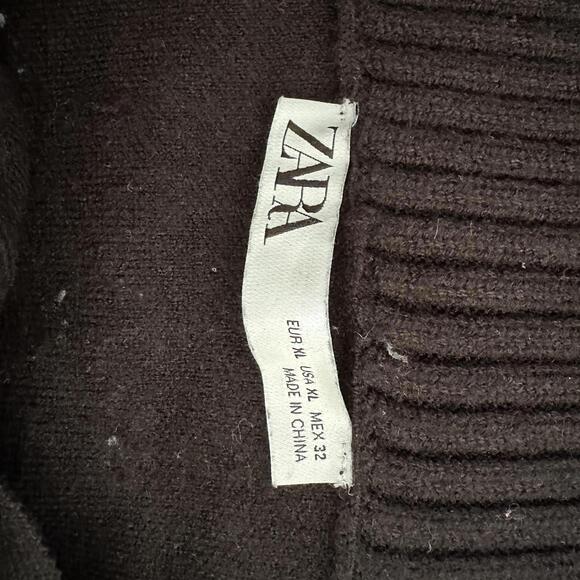 ZARA
EUR XL USA XL MEX 32
MADE IN CHINA